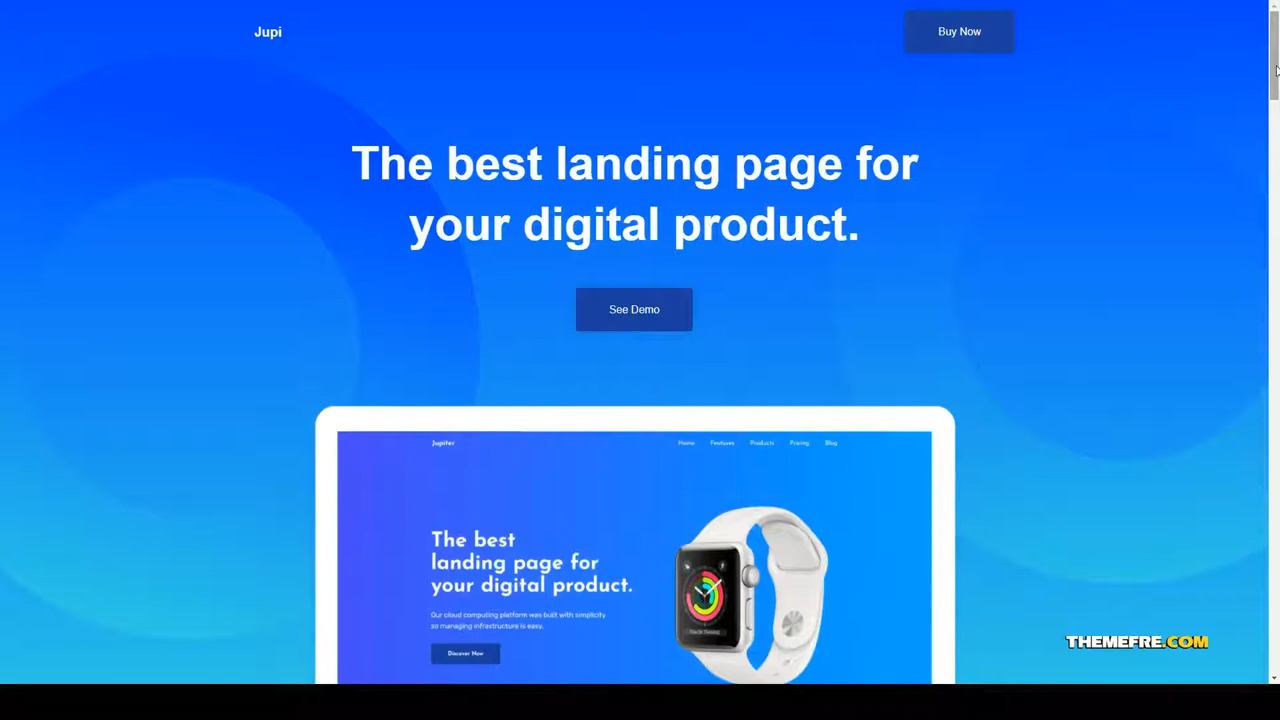 Jupi
Buy Now
The best landing page for
your digital product.
See Demo
Jupiter
Home Features Products Pricing Blog
The best
landing page for
your digital product.
Our cloud computing platform was built with simplicity
so managing infrastructure is easy.
Discover Now
THEMEFRE.COM